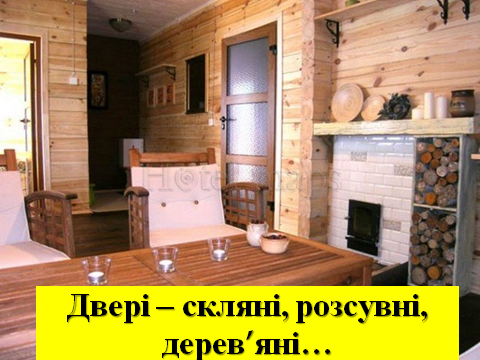 Двері – скляні, розсувні,
дерев′яні…